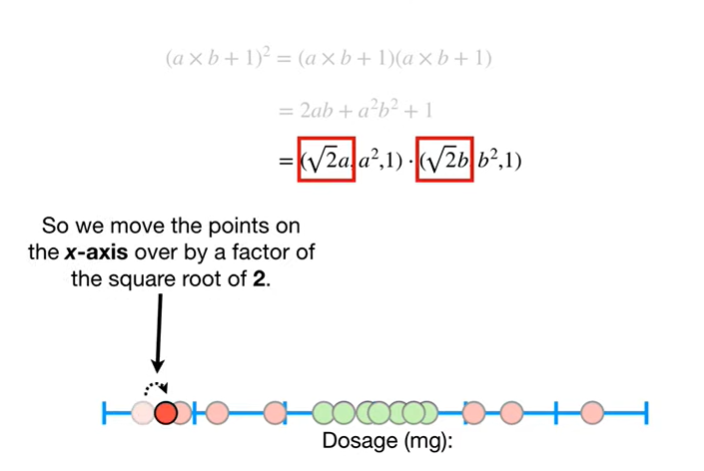 (a × b + 1)² = (a × b + 1)(a × b + 1)
= 2ab + a²b² + 1
= (√2a, a²,1) · (√2b, b²,1)
So we move the points on
the x-axis over by a factor of
the square root of 2.
Dosage (mg):